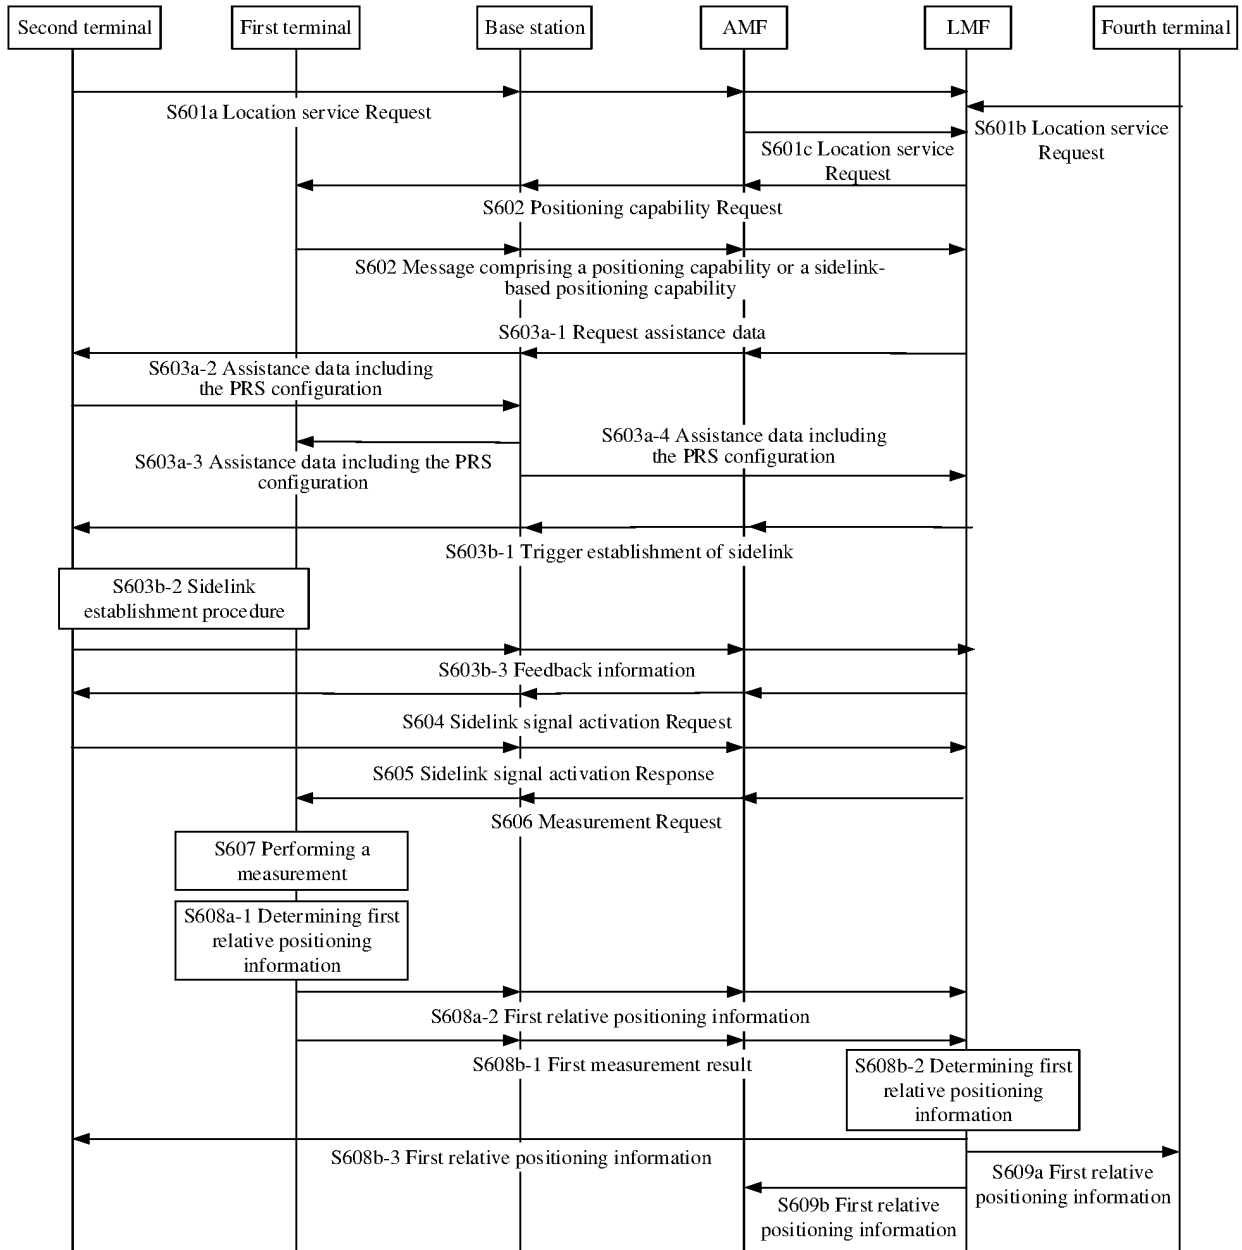 Second terminal
First terminal
Base station
AMF
LMF
Fourth terminal
S601a Location service Request
S601b Location service
Request
S601c Location service
Request
S602 Positioning capability Request
S602 Message comprising a positioning capability or a sidelink-
based positioning capability
S603a-1 Request assistance data
S603a-2 Assistance data including
the PRS configuration
S603a-4 Assistance data including
the PRS configuration
S603a-3 Assistance data including the PRS
configuration
S603b-1 Trigger establishment of sidelink
S603b-2 Sidelink
establishment procedure
S603b-3 Feedback information
S604 Sidelink signal activation Request
S605 Sidelink signal activation Response
S606 Measurement Request
S607 Performing a
measurement
S608a-1 Determining first
relative positioning
information
S608a-2 First relative positioning information
S608b-1 First measurement result
S608b-2 Determining first
relative positioning
information
S608b-3 First relative positioning information
S609a First relative
positioning information
S609b First relative
positioning information